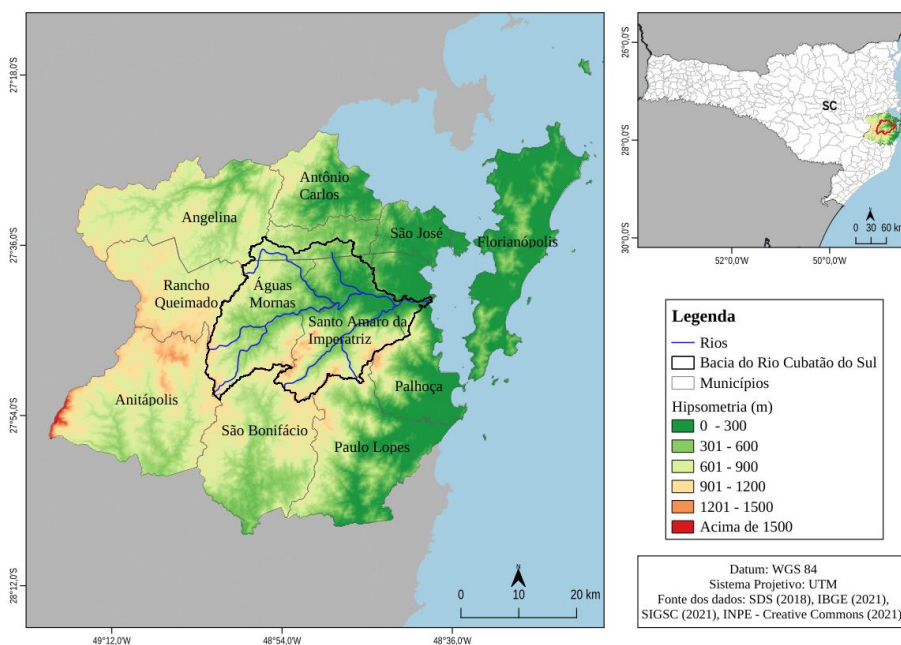 27°18,0'S
27°36,0'S
27°54,0'S
28°12,0'S
49°12,0'W
48°54,0'W
48°36,0'W
Antônio
Carlos
Angelina
São José
Florianópolis
Rancho
Queimado
Águas
Mornas
Santo Amaro da
Imperatriz
Anitápolis
Palhoça
São Bonifácio
Paulo Lopes
N
0 10 20 km
26°0,0'S
28°0,0'S
30°0,0'S
SC
N
0 30 60 km
52°0,0'W
50°0,0'W
Legenda
Rios
Bacia do Rio Cubatão do Sul
Municípios
Hipsometria (m)
0 - 300
301 - 600
601 - 900
901 - 1200
1201 - 1500
Acima de 1500
Datum: WGS 84
Sistema Projetivo: UTM
Fonte dos dados: SDS (2018), IBGE (2021),
SIGSC (2021), INPE - Creative Commons (2021)